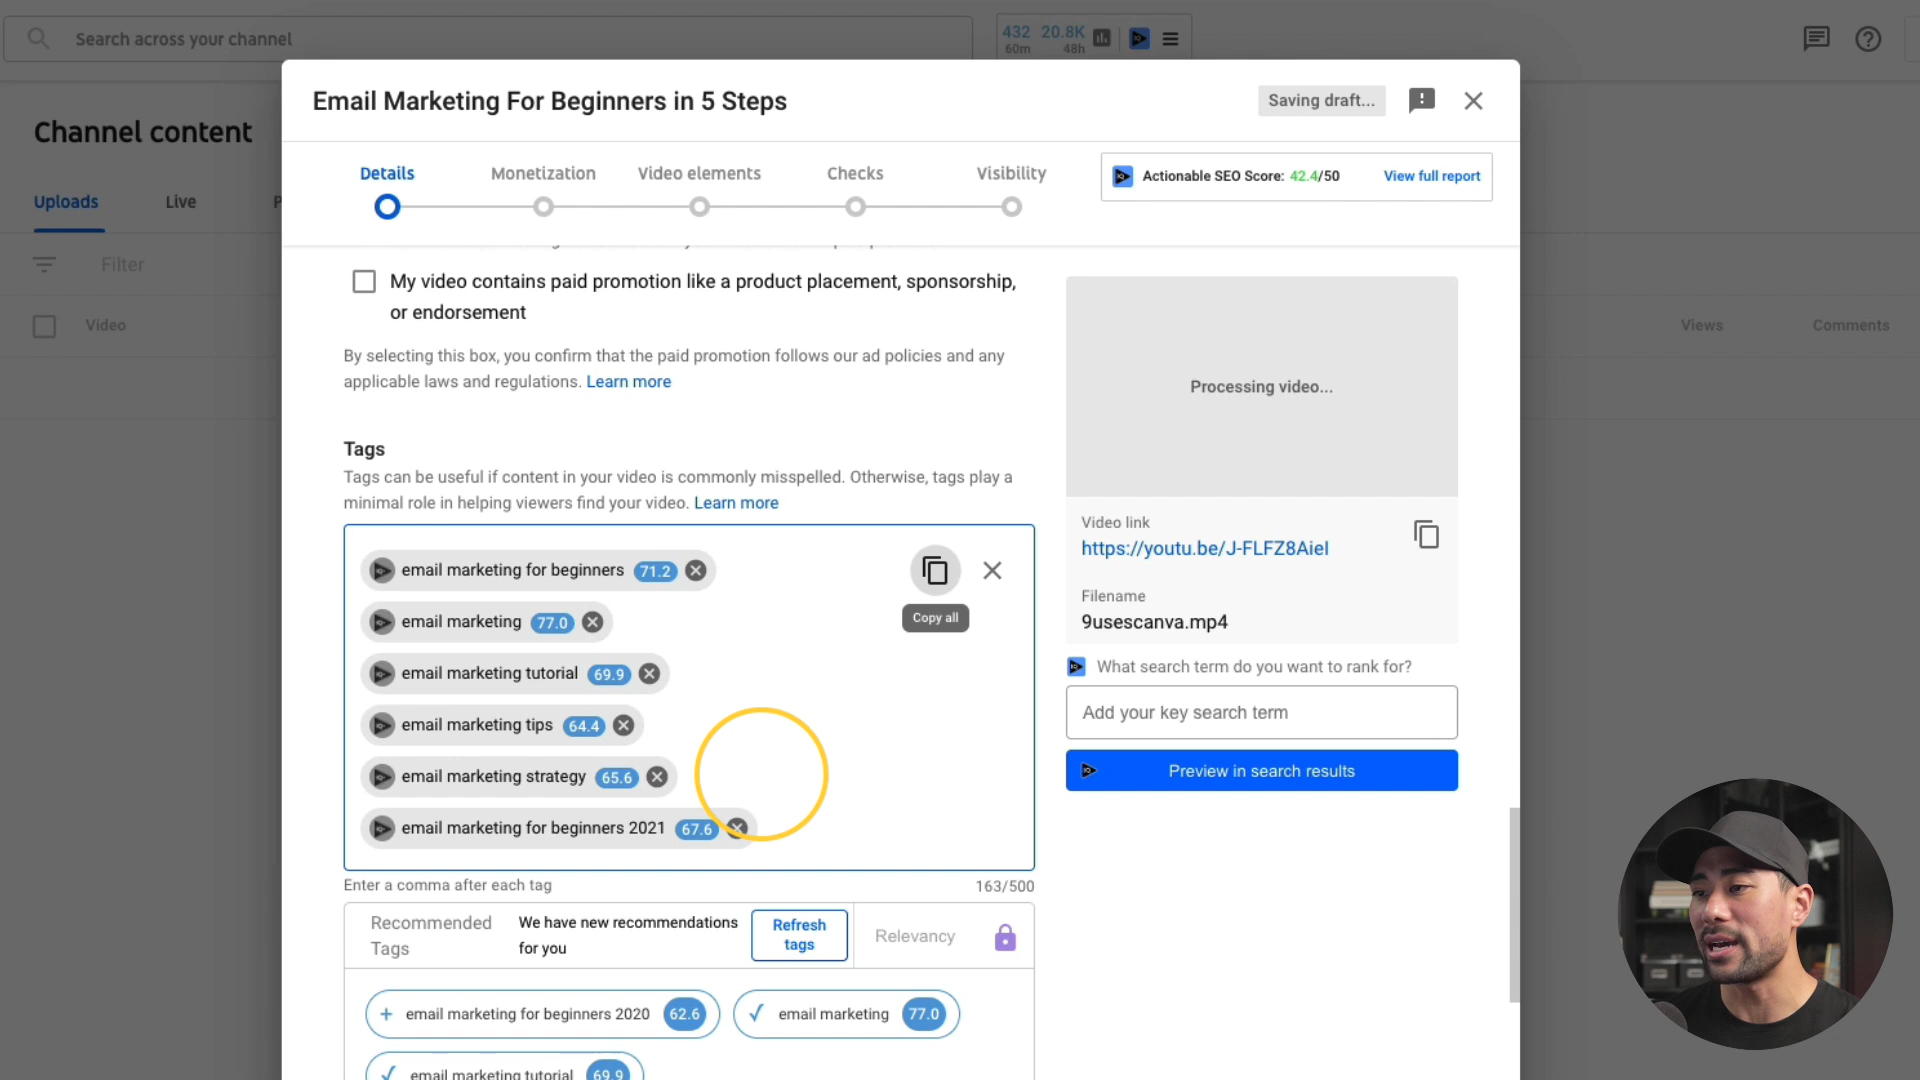 Search across your channel
432 20.8K
60m 48h
Email Marketing For Beginners in 5 Steps
Saving draft...
Channel content
Details Monetization Video elements Checks Visibility
Actionable SEO Score: 42.4/50 View full report
Uploads Live P
Filter
Video Views Comments
My video contains paid promotion like a product placement, sponsorship,
or endorsement
By selecting this box, you confirm that the paid promotion follows our ad policies and any
applicable laws and regulations. Learn more
Processing video...
Tags
Tags can be useful if content in your video is commonly misspelled. Otherwise, tags play a
minimal role in helping viewers find your video. Learn more
email marketing for beginners 71.2
Copy all
email marketing 77.0
email marketing tutorial 69.9
email marketing tips 64.4
email marketing strategy 65.6
email marketing for beginners 2021 67.6
Enter a comma after each tag 163/500
Video link
https://youtu.be/J-FLFZ8AieI
Filename
9usescanva.mp4
What search term do you want to rank for?
Add your key search term
Preview in search results
Recommended
Tags
We have new recommendations
for you
Refresh
tags
Relevancy
+ email marketing for beginners 2020 62.6
email marketing 77.0
email marketing tutorial 69.9